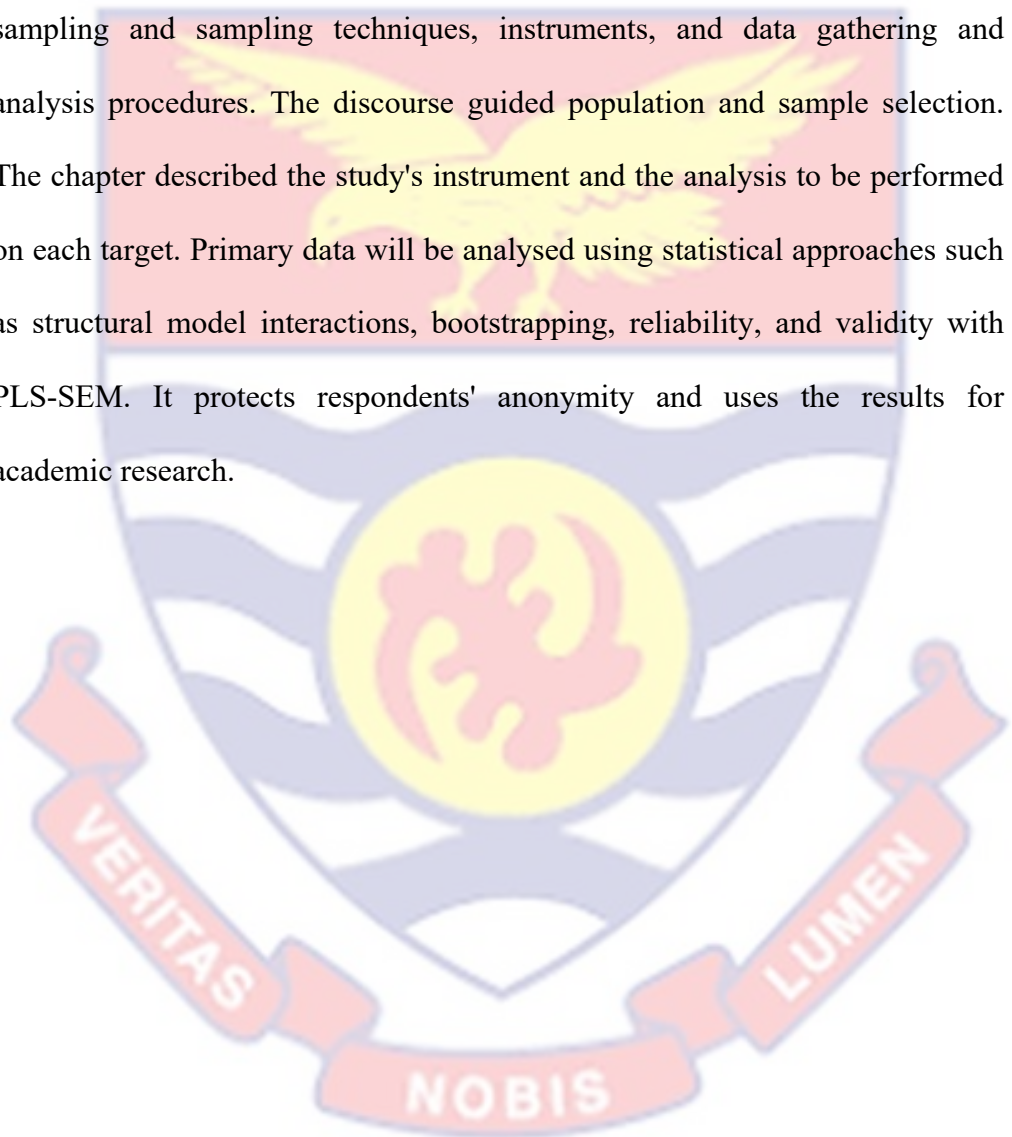 sampling and sampling techniques, instruments, and data gathering and
analysis procedures. The discourse guided population and sample selection.
The chapter described the study's instrument and the analysis to be performed
on each target. Primary data will be analysed using statistical approaches such
as structural model interactions, bootstrapping, reliability, and validity with
PLS-SEM. It protects respondents' anonymity and uses the results for
academic research.
VERITAS
NOBIS
LUMEN